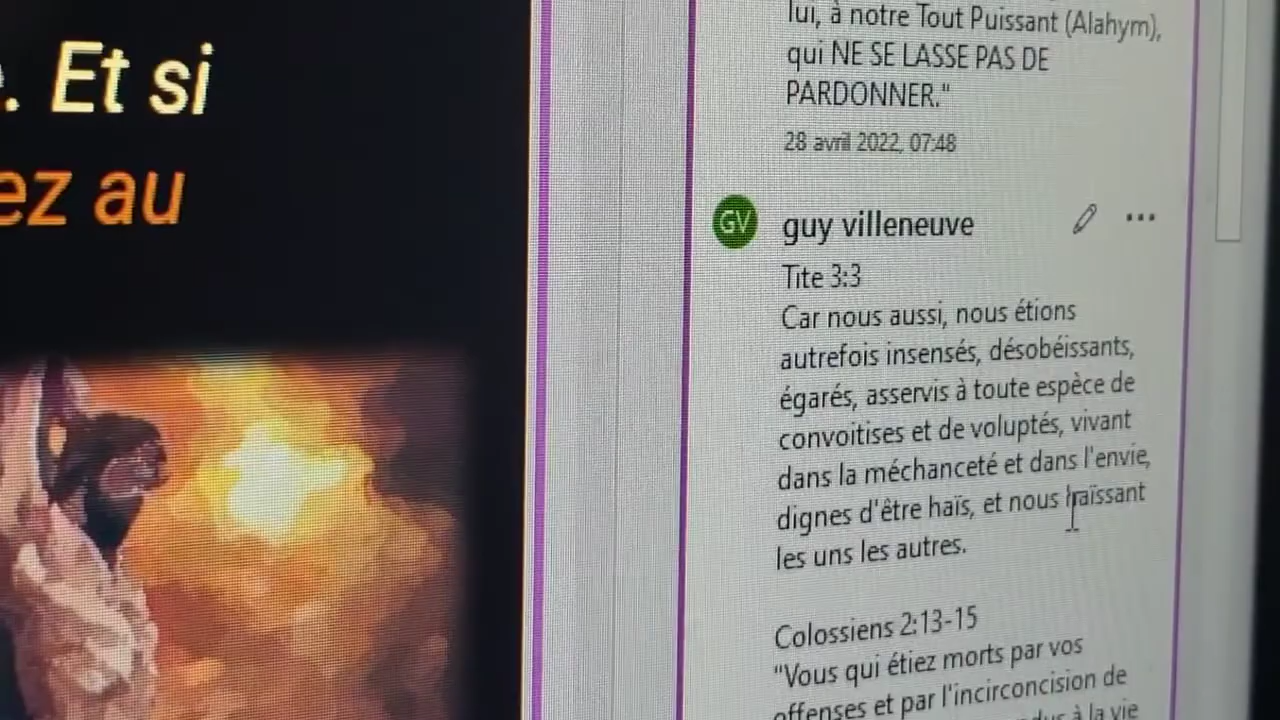 . Et si
ez au
lui, à notre Tout Puissant (Alahym),
qui NE SE LASSE PAS DE
PARDONNER."
28 avril 2022, 07:48
GV
guy villeneuve
Tite 3:3
Car nous aussi, nous étions
autrefois insensés, désobéissants,
égarés, asservis à toute espèce de
convoitises et de voluptés, vivant
dans la méchanceté et dans l'envie,
dignes d'être haïs, et nous haïssant
les uns les autres.
Colossiens 2:13-15
"Vous qui étiez morts par vos
offenses et par l'incirconcision de
à la vie